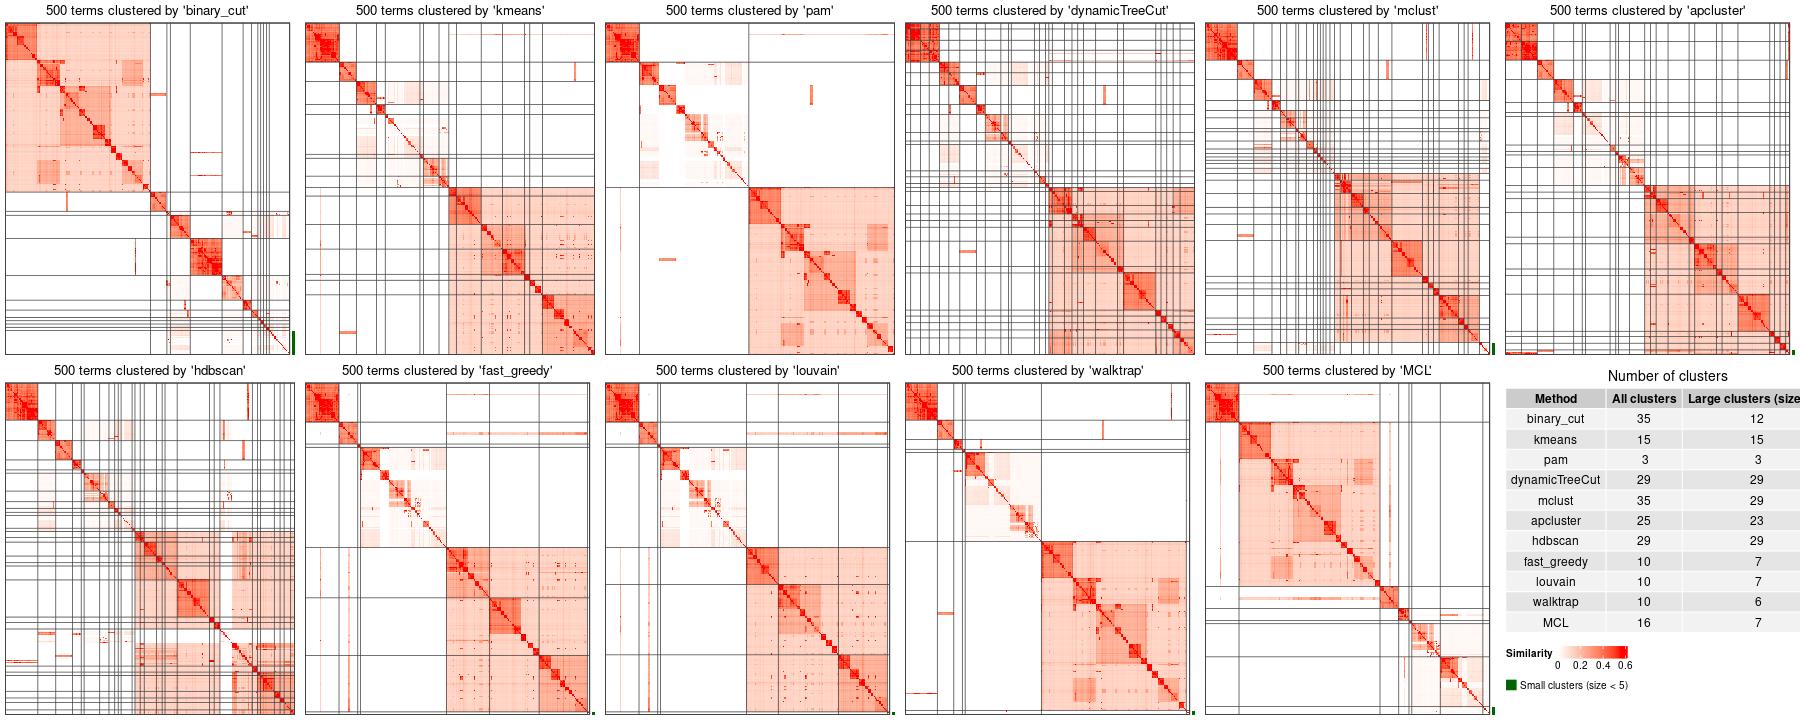 500 terms clustered by 'binary_cut'
500 terms clustered by 'kmeans'
500 terms clustered by 'pam'
500 terms clustered by 'dynamicTreeCut'
500 terms clustered by 'mclust'
500 terms clustered by 'apcluster'
500 terms clustered by 'hdbscan'
500 terms clustered by 'fast_greedy'
500 terms clustered by 'louvain'
500 terms clustered by 'walktrap'
500 terms clustered by 'MCL'
Number of clusters
Method All clusters Large clusters (size
binary_cut 35 12
kmeans 15 15
pam 3 3
dynamicTreeCut 29 29
mclust 35 29
apcluster 25 23
hdbscan 29 29
fast_greedy 10 7
louvain 10 7
walktrap 10 6
MCL 16 7
Similarity
0 0.2 0.4 0.6
Small clusters (size < 5)